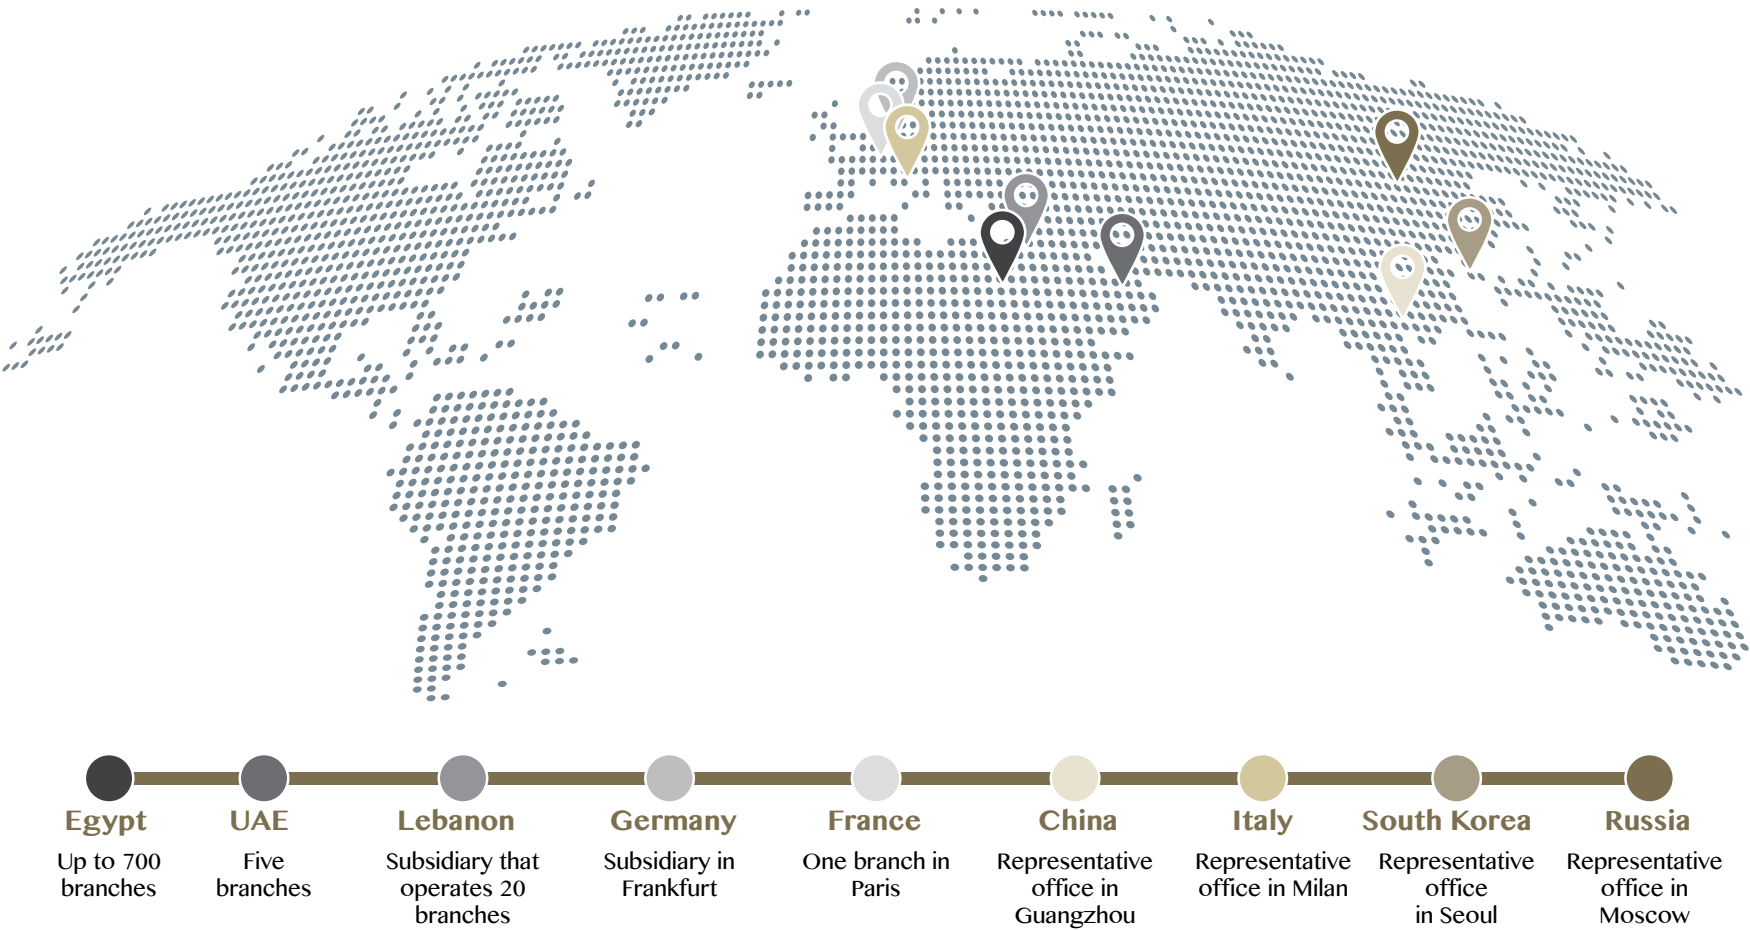 Egypt
Up to 700
branches
UAE
Five
branches
Lebanon
Subsidiary that
operates 20
branches
Germany
Subsidiary in
Frankfurt
France
One branch in
Paris
China
Representative
office in
Guangzhou
Italy
Representative
office in Milan
South Korea
Representative
office
in Seoul
Russia
Representative
office in
Moscow